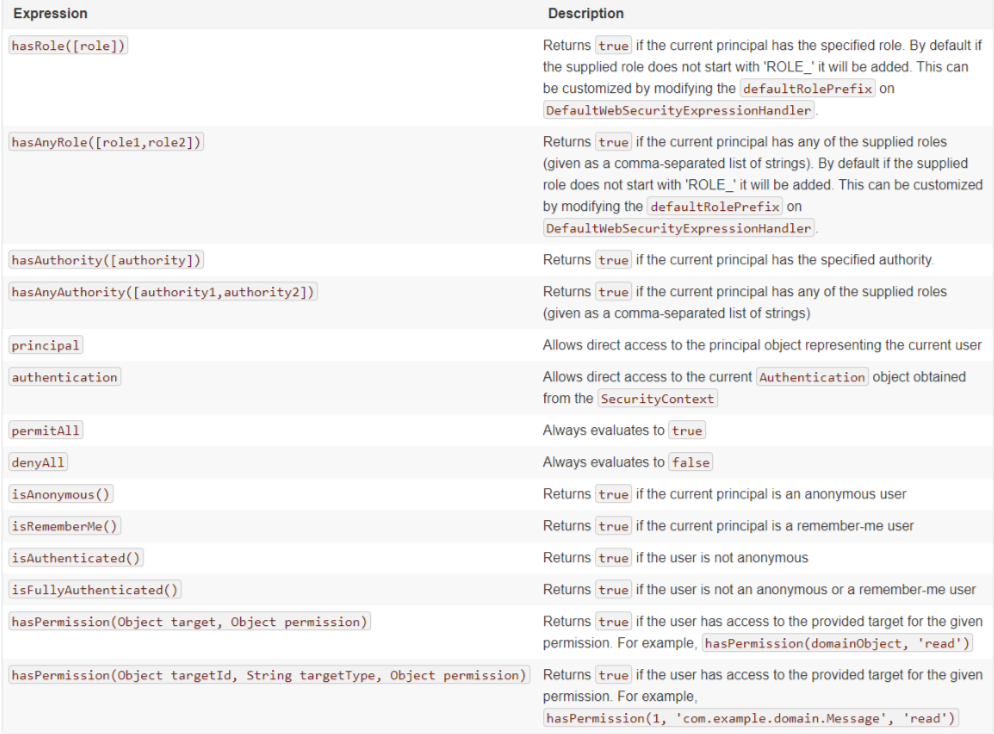 Expression Description
hasRole([role]) Returns true if the current principal has the specified role. By default if
the supplied role does not start with 'ROLE_' it will be added. This can
be customized by modifying the defaultRolePrefix on
DefaultWebSecurityExpressionHandler.
hasAnyRole([role1,role2]) Returns true if the current principal has any of the supplied roles
(given as a comma-separated list of strings). By default if the supplied
role does not start with 'ROLE_' it will be added. This can be customized
by modifying the defaultRolePrefix on
DefaultWebSecurityExpressionHandler.
hasAuthority([authority]) Returns true if the current principal has the specified authority.
hasAnyAuthority([authority1,authority2]) Returns true if the current principal has any of the supplied roles
(given as a comma-separated list of strings)
principal Allows direct access to the principal object representing the current user
authentication Allows direct access to the current Authentication object obtained
from the SecurityContext
permitAll Always evaluates to true
denyAll Always evaluates to false
isAnonymous() Returns true if the current principal is an anonymous user
isRememberMe() Returns true if the current principal is a remember-me user
isAuthenticated() Returns true if the user is not anonymous
isFullyAuthenticated() Returns true if the user is not an anonymous or a remember-me user
hasPermission(Object target, Object permission) Returns true if the user has access to the provided target for the given
permission. For example, hasPermission(domainObject, 'read')
hasPermission(Object targetId, String targetType, Object permission) Returns true if the user has access to the provided target for the given
permission. For example,
hasPermission(1, 'com.example.domain.Message', 'read')